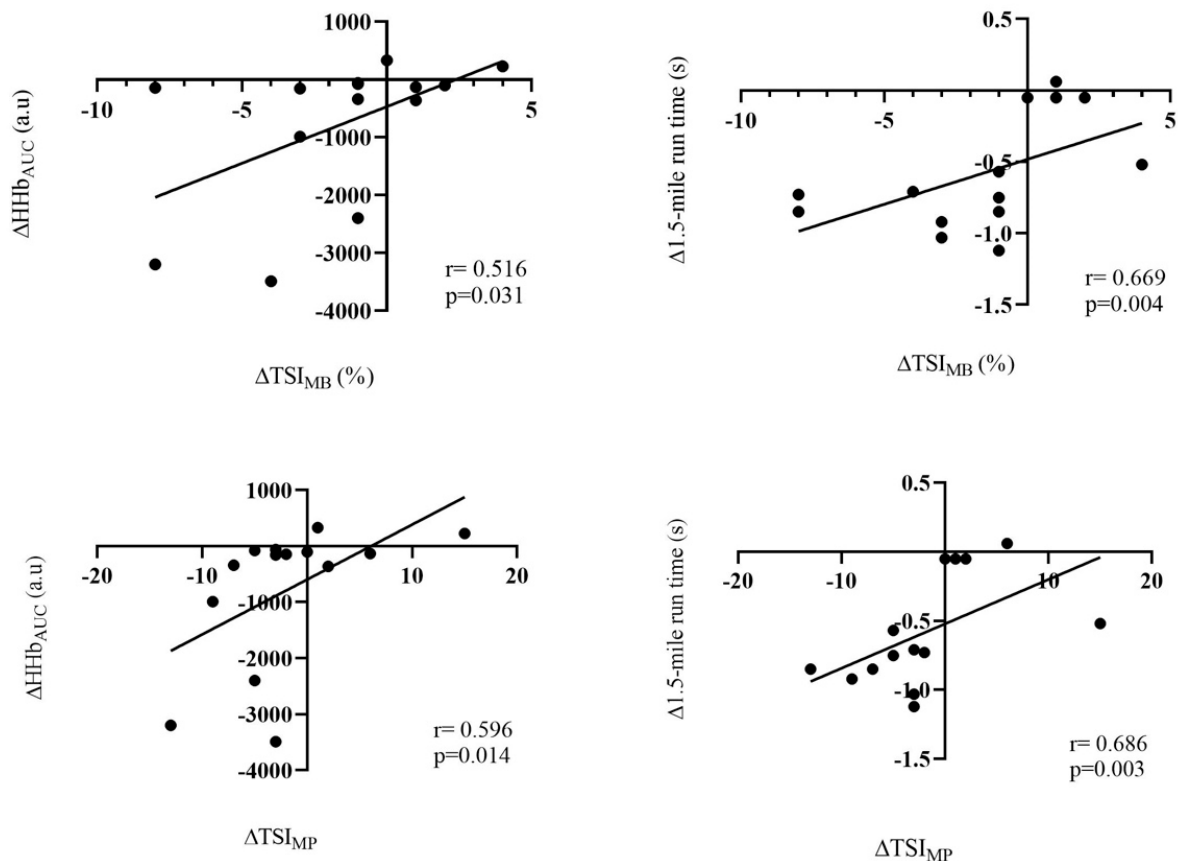 1000
-10
-5
5
-1000
-2000
-3000
-4000
ΔHHbAUC (a.u)
r= 0.516
p=0.031
ΔTSIMB (%)
0.5
-10
-5
5
-0.5
-1.0
-1.5
Δ1.5-mile run time (s)
r= 0.669
p=0.004
ΔTSIMB (%)
1000
-20
-10
10
20
-1000
-2000
-3000
-4000
ΔHHbAUC (a.u)
r= 0.596
p=0.014
ΔTSIMP
0.5
-20
-10
10
20
-0.5
-1.0
-1.5
Δ1.5-mile run time (s)
r= 0.686
p=0.003
ΔTSIMP